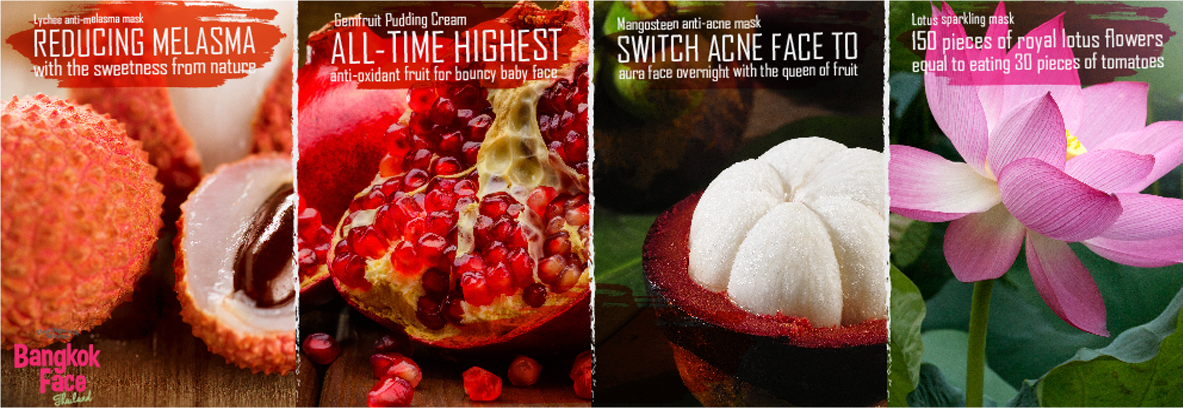 Lychee anti-melasma mask
REDUCING MELASMA
with the sweetness from nature
Gemfruit Pudding Cream
ALL-TIME HIGHEST
anti-oxidant fruit for bouncy baby face
Mangosteen anti-acne mask
SWITCH ACNE FACE TO
aura face overnight with the queen of fruit
Lotus sparkling mask
150 pieces of royal lotus flowers
equal to eating 30 pieces of tomatoes
Bangkok
Face
Thailand